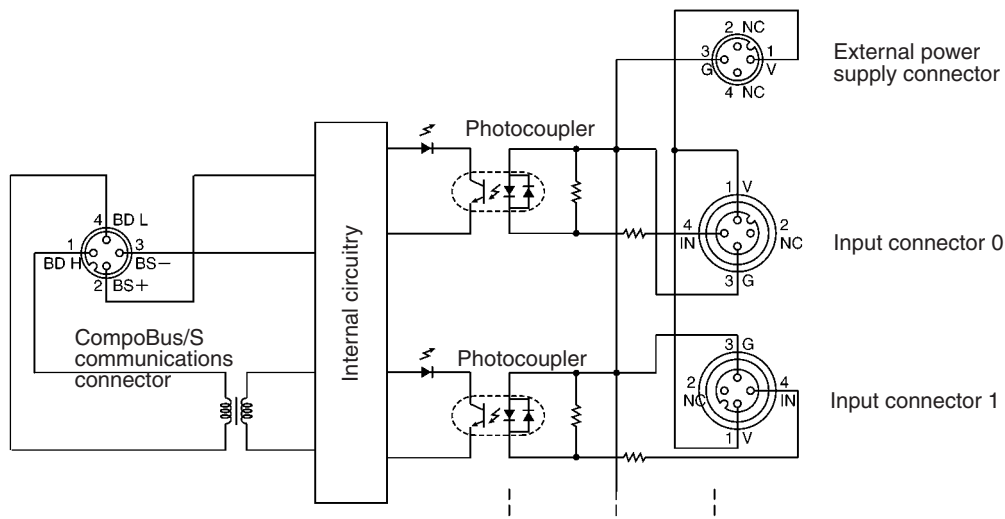 2 NC
3
1
G
V
4 NC
External power
supply connector
Photocoupler
1 V
4
IN
2
NC
3 G
Input connector 0
4 BD L
1
3
BD H
BS−
2 BS+
Internal circuitry
CompoBus/S
communications
connector
Photocoupler
3 G
2
NC
4
IN
1 V
Input connector 1